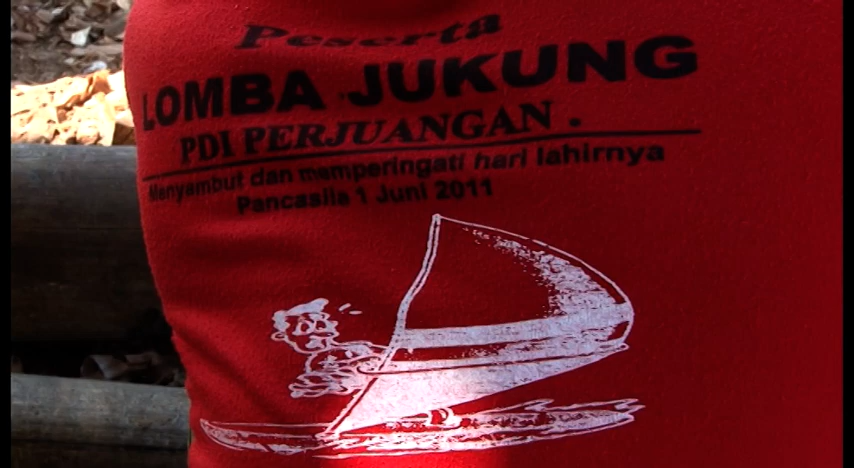 Peserta
LOMBA JUKUNG
PDI PERJUANGAN .
Menyambut dan memperingati hari lahirnya
Pancasila 1 Juni 2011